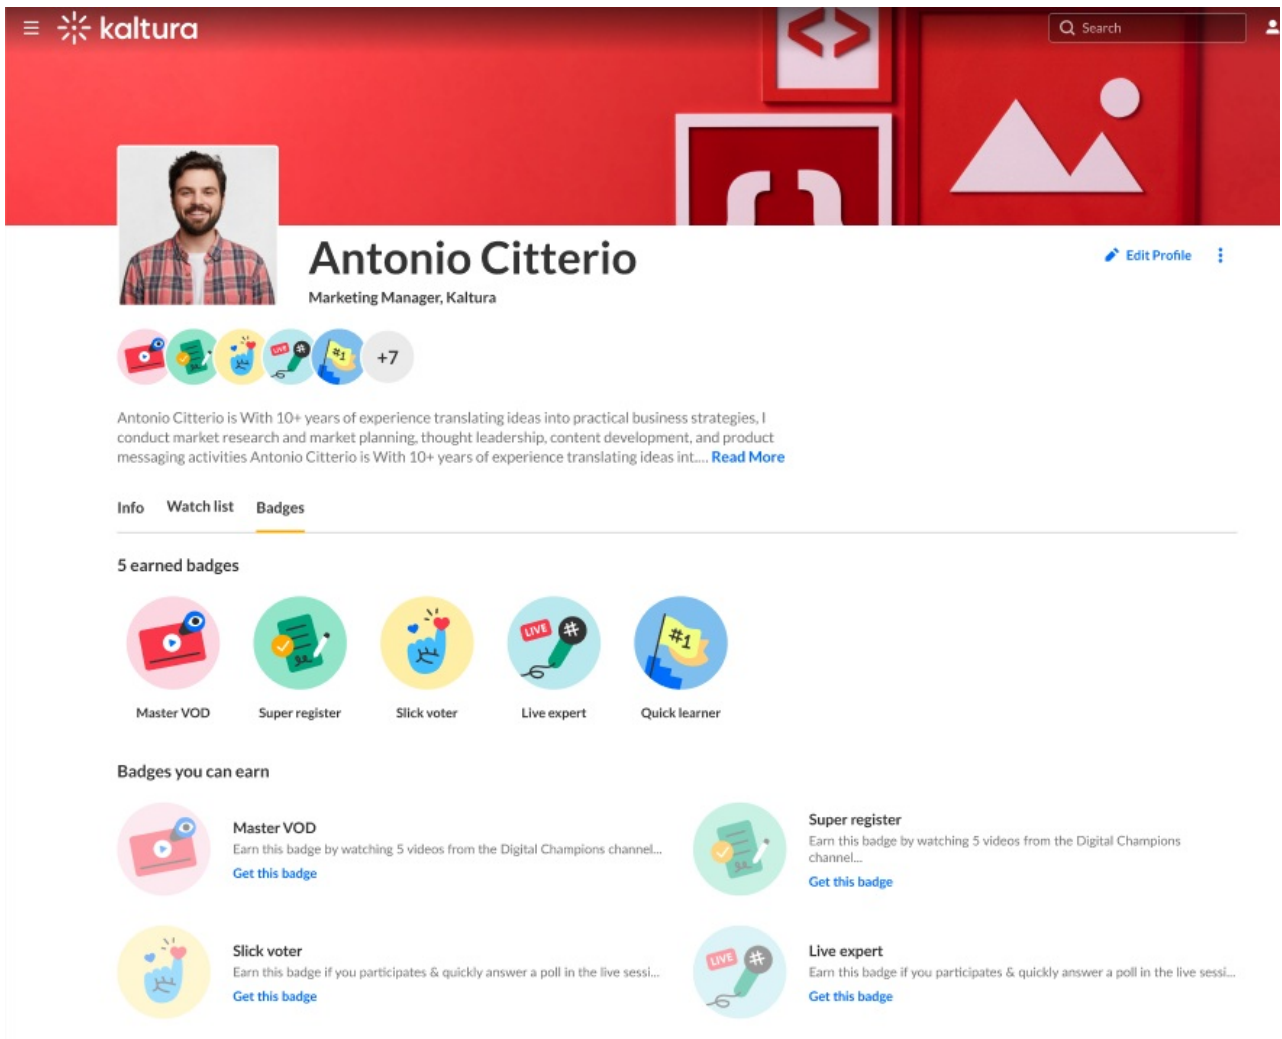 kaltura
Search
Antonio Citterio
Edit Profile
Marketing Manager, Kaltura
LIVE #
#1
+7
Antonio Citterio is With 10+ years of experience translating ideas into practical business strategies, I
conduct market research and market planning, thought leadership, content development, and product
messaging activities Antonio Citterio is With 10+ years of experience translating ideas int.... Read More
Info
Watch list
Badges
5 earned badges
LIVE #
#1
Master VOD
Super register
Slick voter
Live expert
Quick learner
Badges you can earn
Master VOD
Earn this badge by watching 5 videos from the Digital Champions channel...
Get this badge
Super register
Earn this badge by watching 5 videos from the Digital Champions
channel...
Get this badge
Slick voter
Earn this badge if you participates & quickly answer a poll in the live sessi...
Get this badge
LIVE #
Live expert
Earn this badge if you participates & quickly answer a poll in the live sessi...
Get this badge